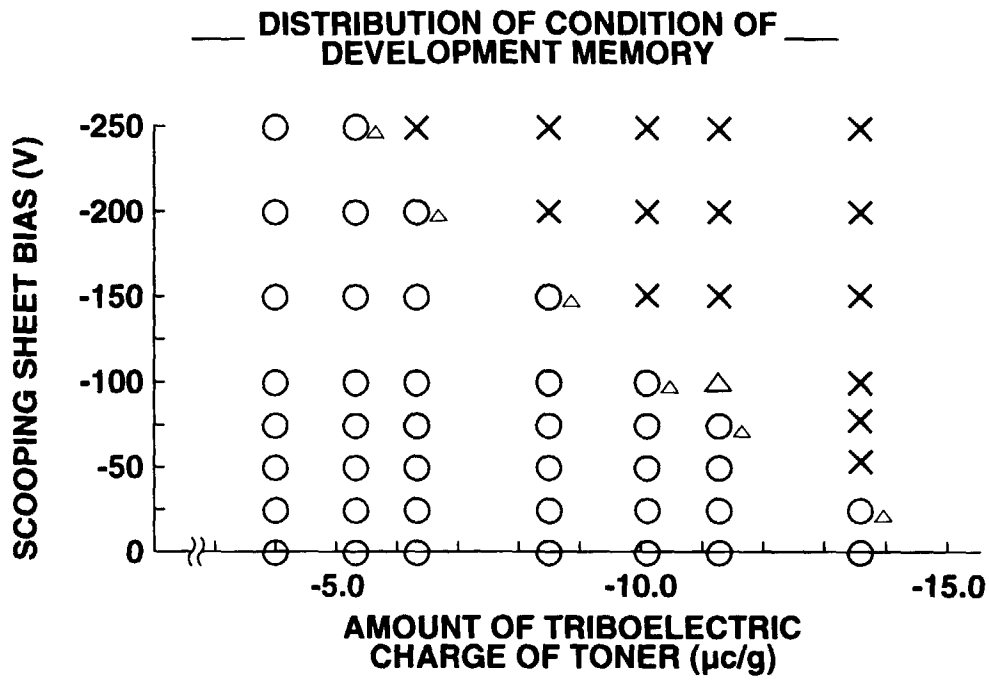 DISTRIBUTION OF CONDITION OF
DEVELOPMENT MEMORY
SCOOPING SHEET BIAS (V)
-250
-200
-150
-100
-50
0
-5.0 -10.0 -15.0
AMOUNT OF TRIBOELECTRIC
CHARGE OF TONER (μc/g)